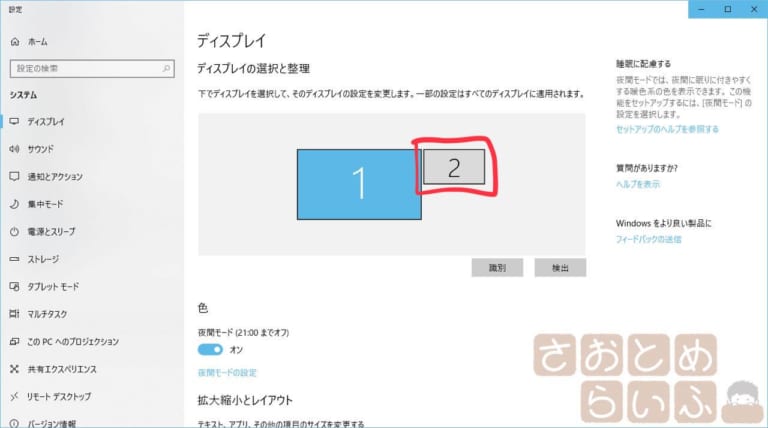 設定
ホーム
設定の検索
システム
ディスプレイ
サウンド
通知とアクション
集中モード
電源とスリープ
ストレージ
タブレット モード
マルチタスク
この PC へのプロジェクション
共有エクスペリエンス
リモート デスクトップ
バージョン情報
ディスプレイ
ディスプレイの選択と整理
下でディスプレイを選択して、そのディスプレイの設定を変更します。一部の設定はすべてのディスプレイに適用されます。
1
2
識別
検出
色
夜間モード (21:00 までオフ)
オン
夜間モードの設定
拡大縮小とレイアウト
テキスト、アプリ、その他の項目のサイズを変更する
睡眠に配慮する
夜間モードでは、夜間に眠りに付きやすく
する暖色系の色を表示できます。この機
能をセットアップするには、[夜間モード] の
設定を選択します。
セットアップのヘルプを参照する
質問がありますか?
ヘルプを表示
Windows をより良い製品に
フィードバックの送信
さおとめ
らいふ